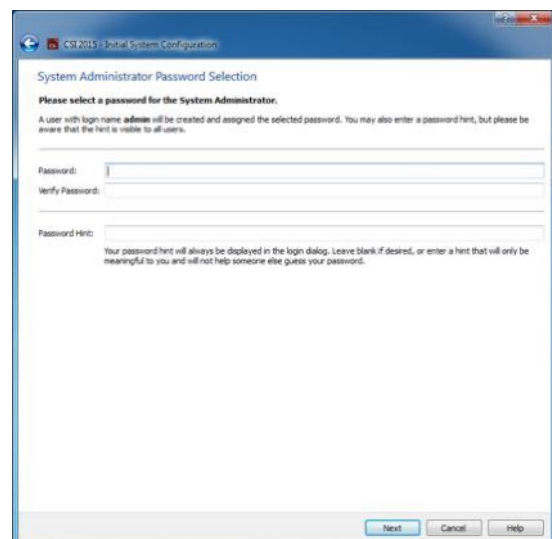 CSI 2015 - Initial System Configuration
System Administrator Password Selection
Please select a password for the System Administrator.
A user with login name admin will be created and assigned the selected password. You may also enter a password hint, but please be
aware that the hint is visible to all users.
Password:
Verify Password:
Password Hint:
Your password hint will always be displayed in the login dialog. Leave blank if desired, or enter a hint that will only be
meaningful to you and will not help someone else guess your password.
Next Cancel Help